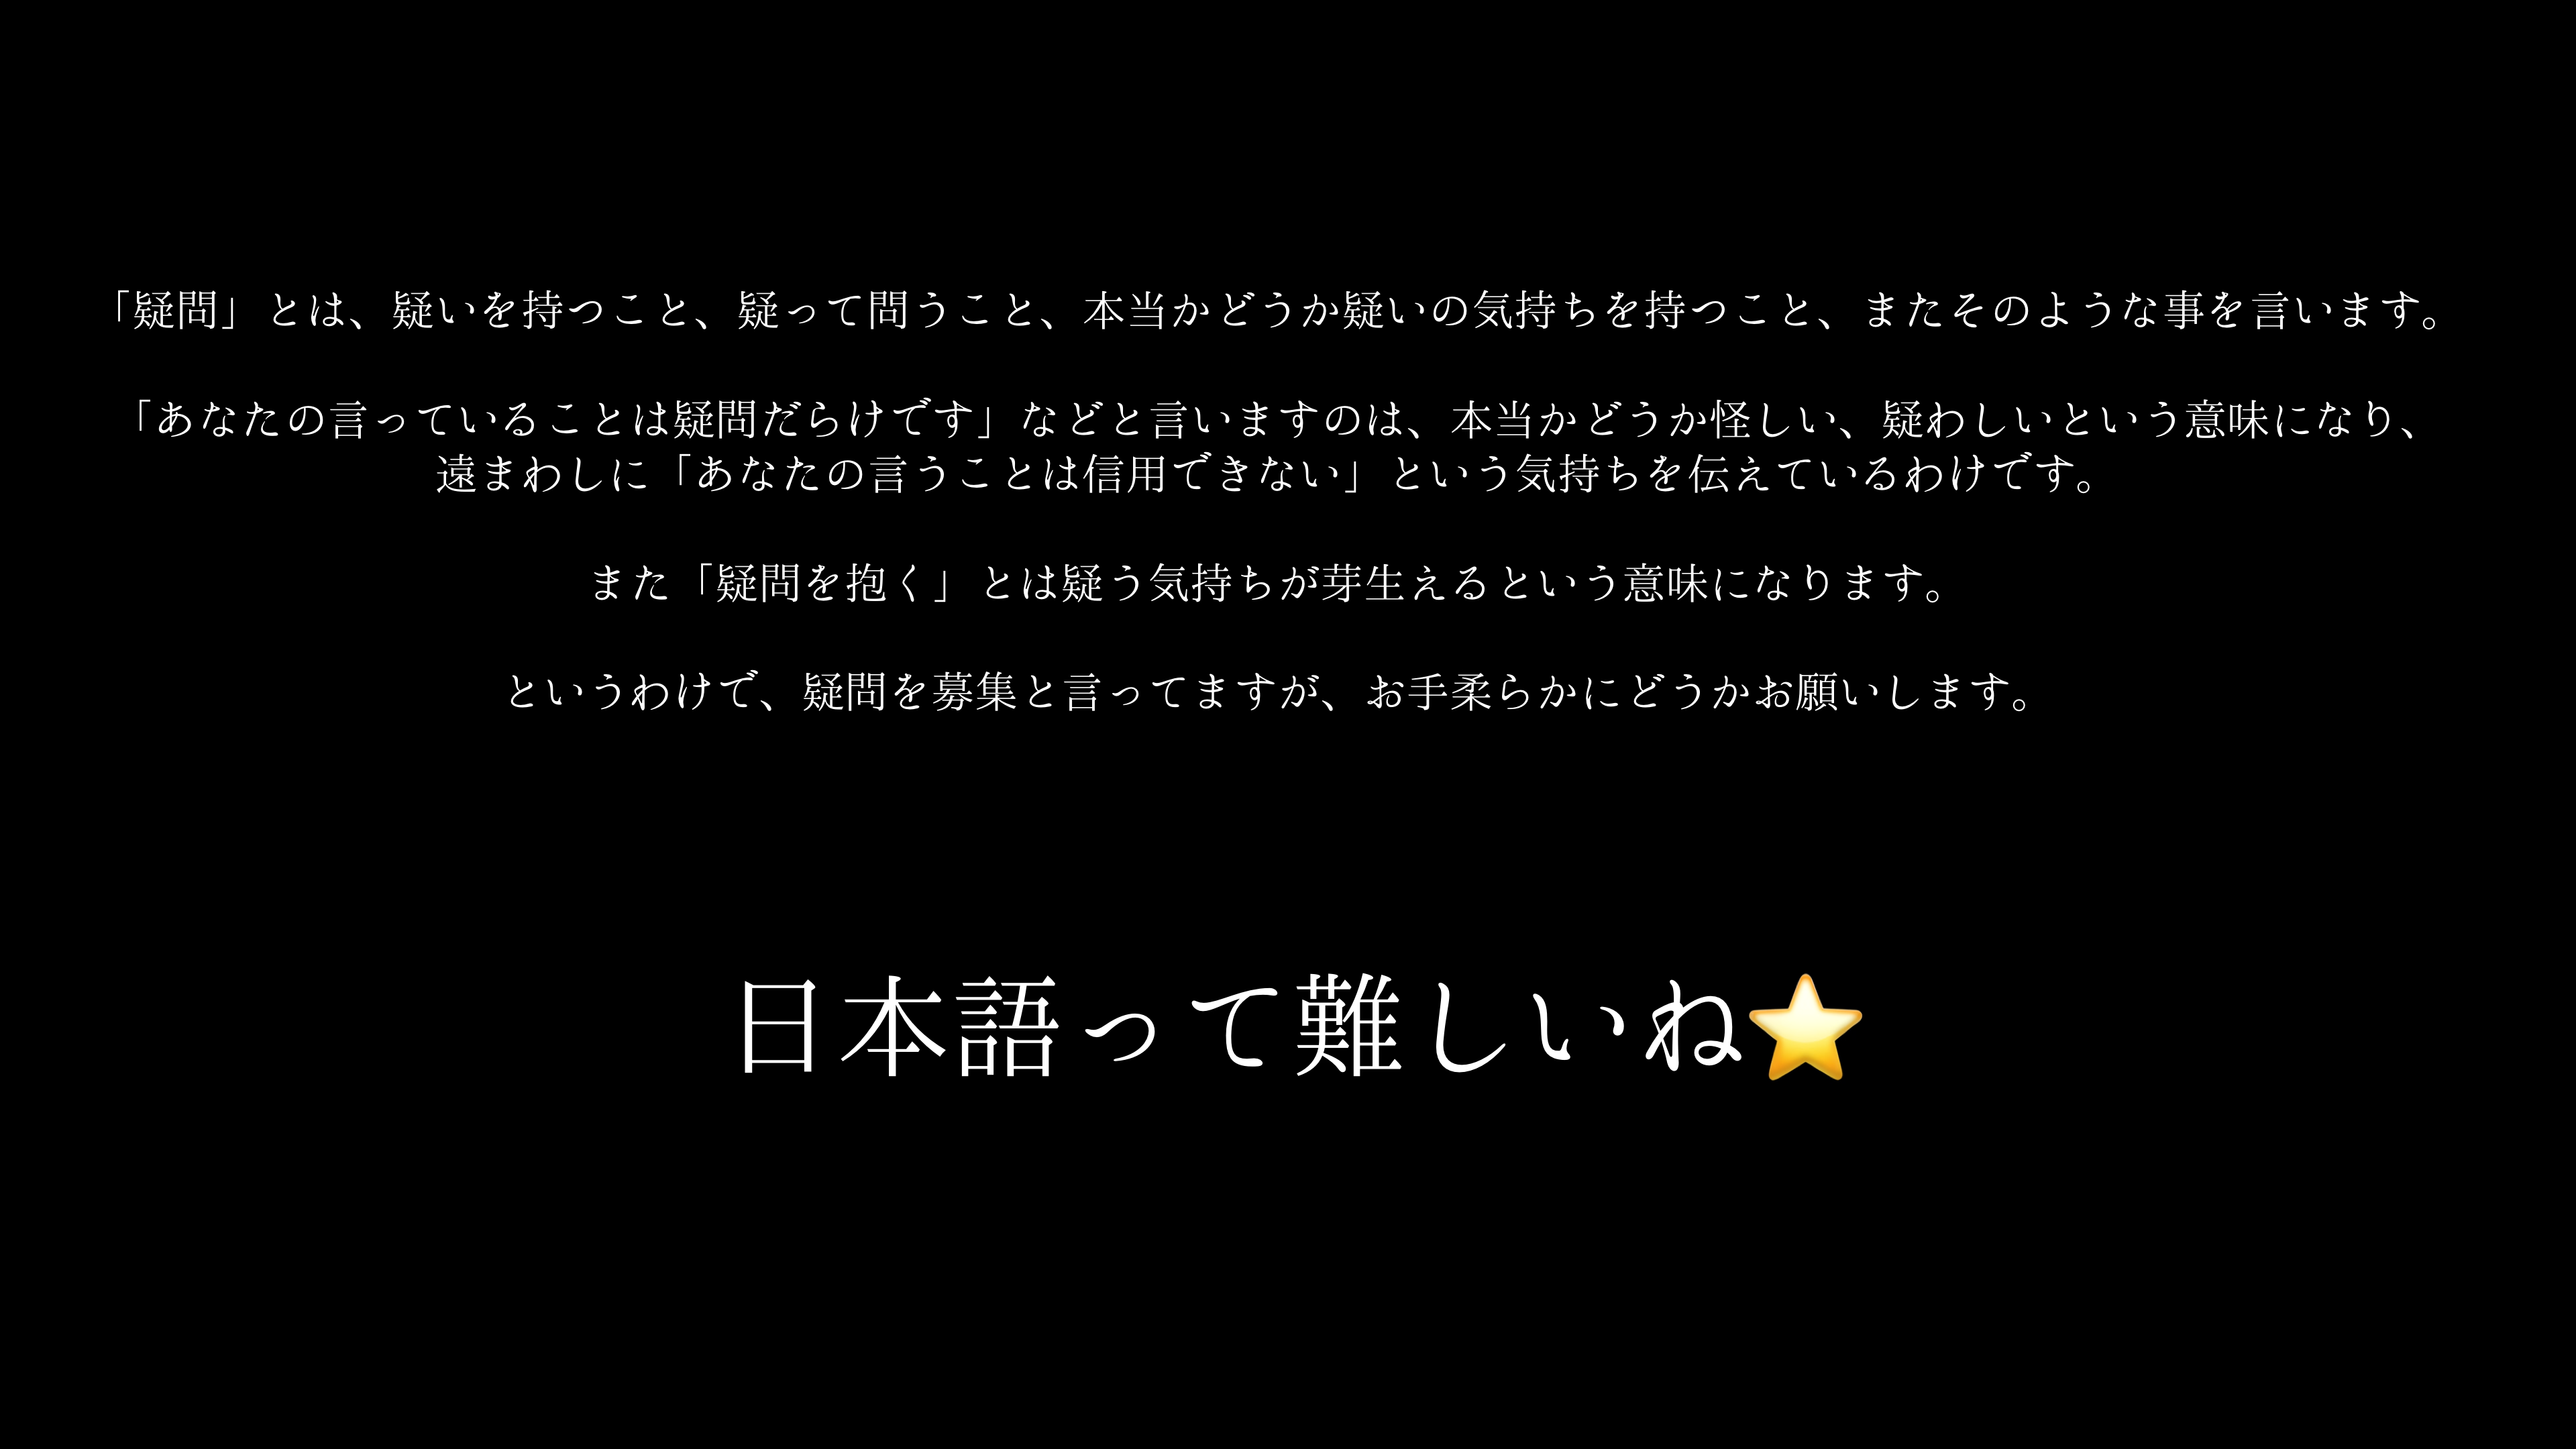 「疑問」とは、疑いを持つこと、疑って問うこと、本当かどうか疑いの気持ちを持つこと、またそのような事を言います。
「あなたの言っていることは疑問だらけです」などと言いますのは、本当かどうか怪しい、疑わしいという意味になり、
遠まわしに「あなたの言うことは信用できない」という気持ちを伝えているわけです。
また「疑問を抱く」とは疑う気持ちが芽生えるという意味になります。
というわけで、疑問を募集と言ってますが、お手柔らかにどうかお願いします。
日本語って難しいね⭐